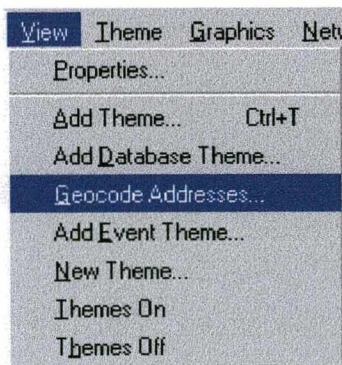 View Theme Graphics Netw
Properties...
Add Theme... Ctrl+T
Add Database Theme...
Geocode Addresses...
Add Event Theme...
New Theme...
Themes On
Themes Off